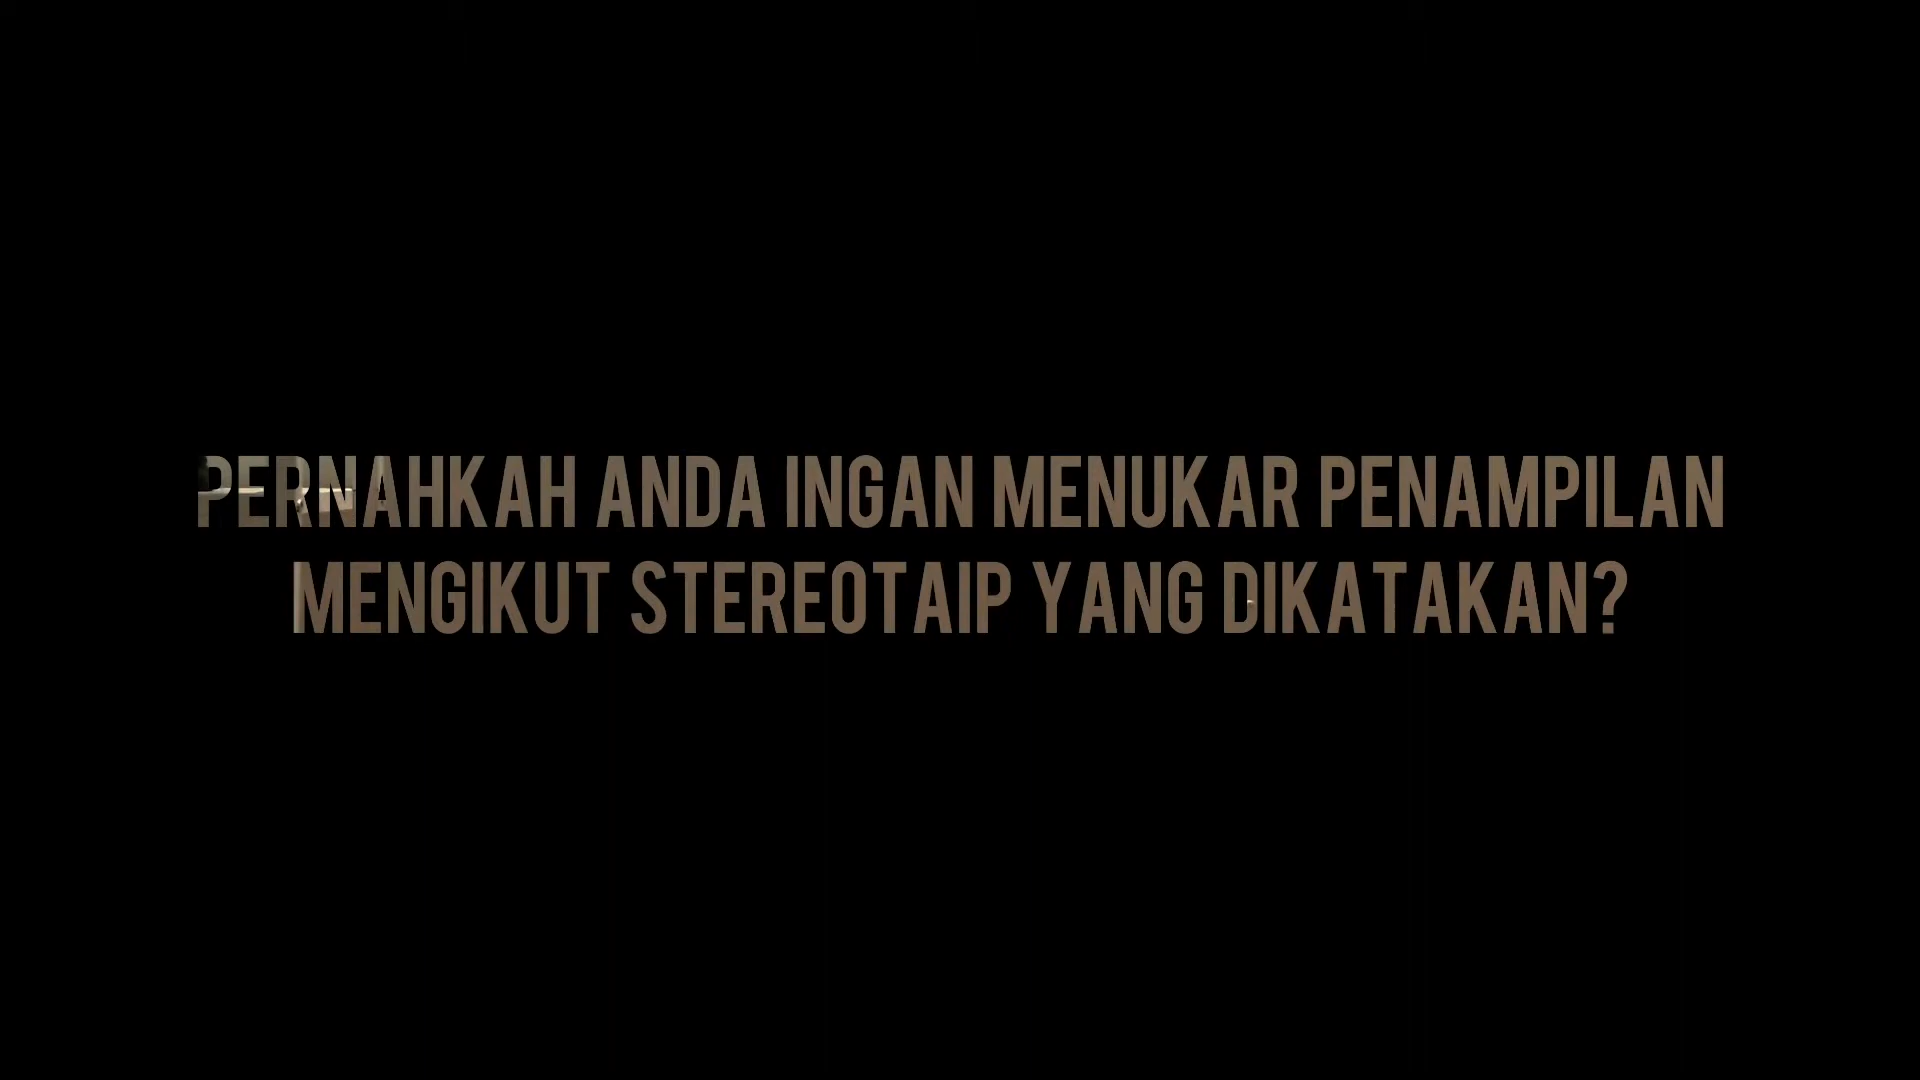 PERNAHKAH ANDA INGAN MENUKAR PENAMPILAN
MENGIKUT STEREOTAIP YANG DIKATAKAN?